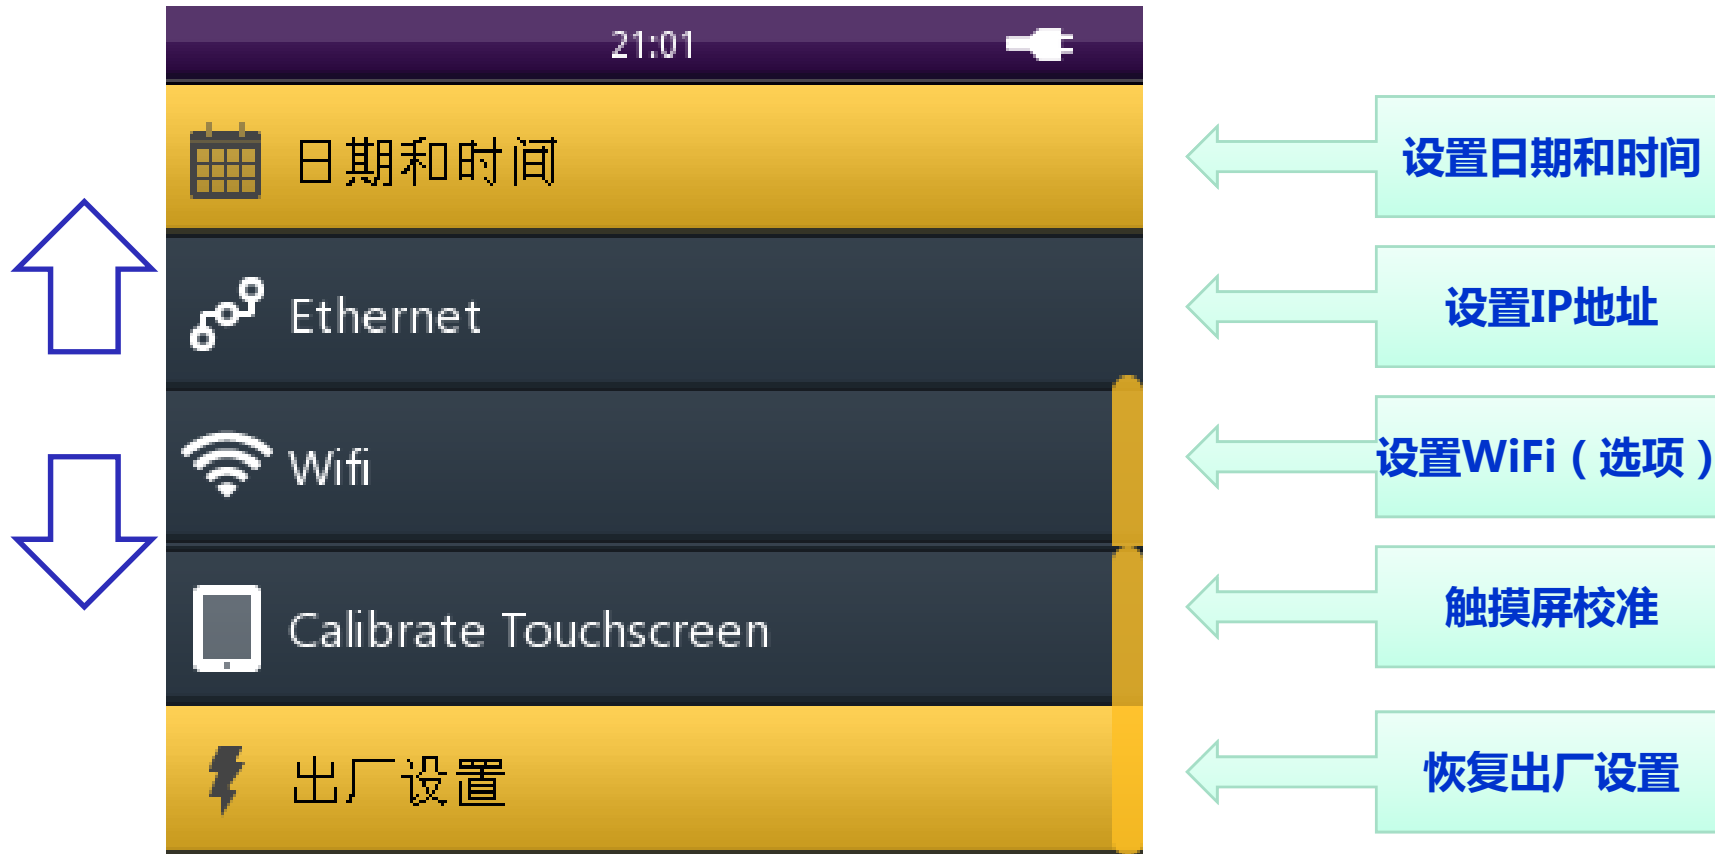 21:01
日期和时间
设置日期和时间
Ethernet
设置IP地址
Wifi
设置WiFi（选项）
Calibrate Touchscreen
触摸屏校准
出厂设置
恢复出厂设置